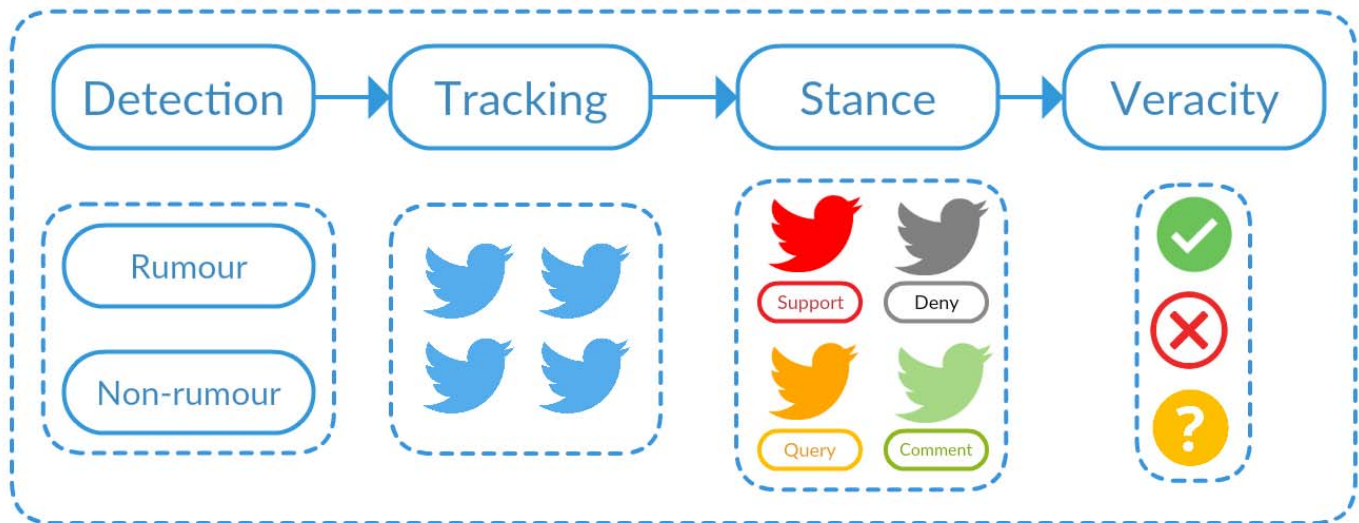 Detection
Tracking
Stance
Veracity
Rumour
Non-rumour
Support
Deny
Query
Comment
?